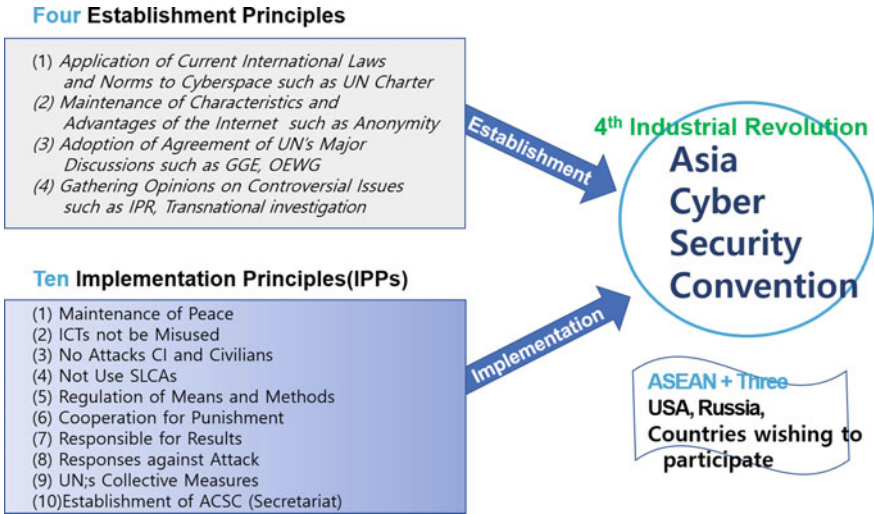 Four Establishment Principles
(1) Application of Current International Laws
and Norms to Cyberspace such as UN Charter
(2) Maintenance of Characteristics and
Advantages of the Internet such as Anonymity
(3) Adoption of Agreement of UN's Major
Discussions such as GGE, OEWG
(4) Gathering Opinions on Controversial Issues
such as IPR, Transnational investigation
Establishment
Ten Implementation Principles(IPPs)
(1) Maintenance of Peace
(2) ICTs not be Misused
(3) No Attacks CI and Civilians
(4) Not Use SLCAs
(5) Regulation of Means and Methods
(6) Cooperation for Punishment
(7) Responsible for Results
(8) Responses against Attack
(9) UN;s Collective Measures
(10)Establishment of ACSC (Secretariat)
Implementation
4th Industrial Revolution
Asia
Cyber
Security
Convention
ASEAN + Three
USA, Russia,
Countries wishing to
participate